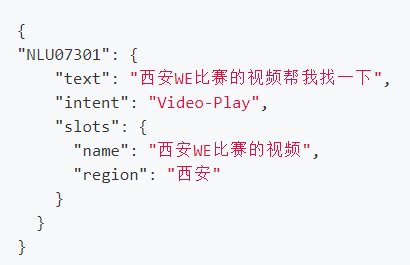 {
"NLU07301": {
"text": "西安WE比赛的视频帮我找一下",
"intent": "Video-Play",
"slots": {
"name": "西安WE比赛的视频",
"region": "西安"
}
}
}